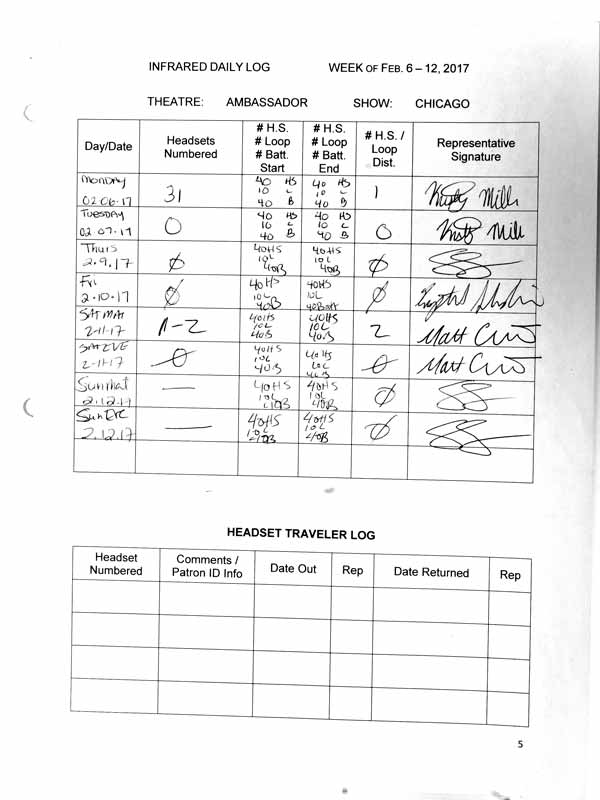 INFRARED DAILY LOG WEEK OF FEB. 6 – 12, 2017
THEATRE: AMBASSADOR SHOW: CHICAGO
Day/Date
Headsets
Numbered
# H.S.
# Loop
# Batt.
Start
# H.S.
# Loop
# Batt.
End
# H.S. /
Loop
Dist.
Representative
Signature
MONDAY
02.06.17
31
40 HS
10 L
40 B
40 HS
10 L
40 B
1
Kristy Mills
TUESDAY
02.07.17
0
40 HS
10 L
40 B
40 HS
10 L
40 B
0
Kristy Mills
Thurs
2.9.17
Ø
40HS
10L
40B
40HS
10L
40B
Ø
Fri
2.10.17
Ø
40HS
10L
40B
40HS
10L
40Batt
Ø
SAT MAT
2-11-17
1-2
40HS
10L
40B
40HS
10L
40B
2
Matt
SAT EVE
2-11-17
0
40HS
10L
40B
40HS
10L
40B
0
Matt
Sun mat
2.12.17
—
40HS
10L
40B
40HS
10L
40B
Ø
Sun Eve
2.12.17
—
40HS
10L
40B
40HS
10L
40B
Ø
HEADSET TRAVELER LOG
Headset
Numbered
Comments /
Patron ID Info
Date Out
Rep
Date Returned
Rep
5